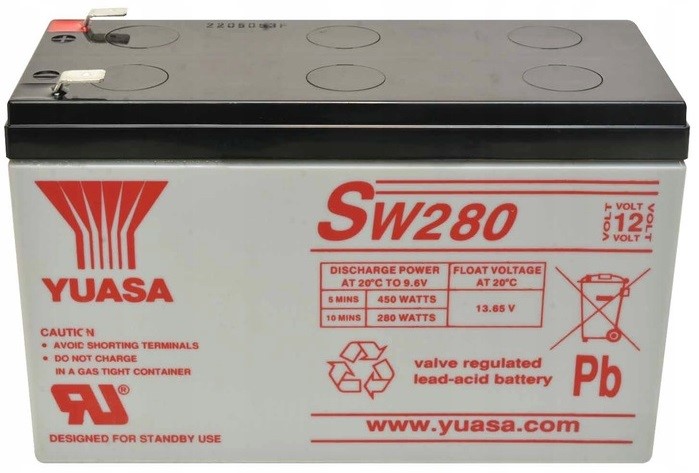 YUASA
CAUTION
• AVOID SHORTING TERMINALS
• DO NOT CHARGE
IN A GAS TIGHT CONTAINER
DESIGNED FOR STANDBY USE
SW280
VOLT
VOLT 12 VOLT
VOLT
DISCHARGE POWER
AT 20°C TO 9.6V
FLOAT VOLTAGE
AT 20°C
5 MINS 450 WATTS
10 MINS 280 WATTS
13.65 V
valve regulated
lead-acid battery
Pb
www.yuasa.com